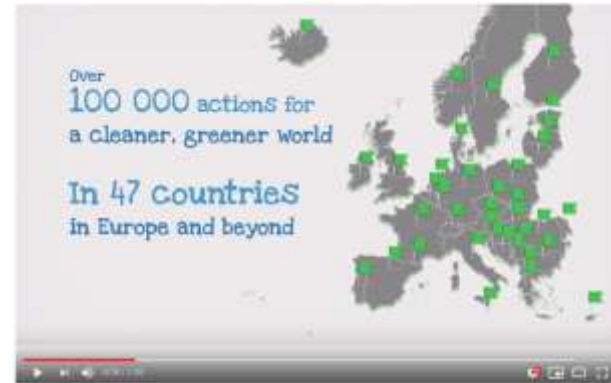 Over
100 000 actions for
a cleaner, greener world
In 47 countries
in Europe and beyond